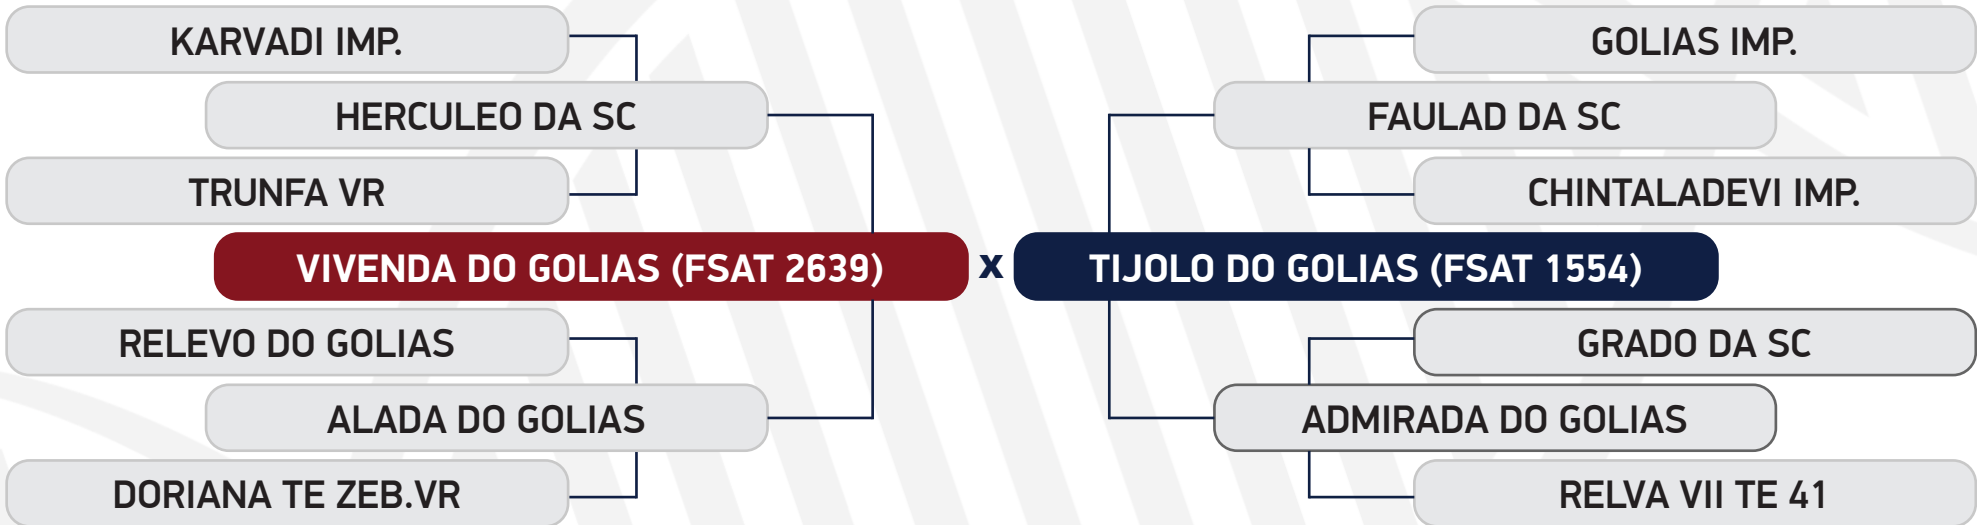 KARVADI IMP.
HERCULEO DA SC
TRUNFA VR
VIVENDA DO GOLIAS (FSAT 2639)
RELEVO DO GOLIAS
ALADA DO GOLIAS
DORIANA TE ZEB.VR
x
GOLIAS IMP.
FAULAD DA SC
CHINTALADEVI IMP.
TIJOLO DO GOLIAS (FSAT 1554)
GRADO DA SC
ADMIRADA DO GOLIAS
RELVA VII TE 41